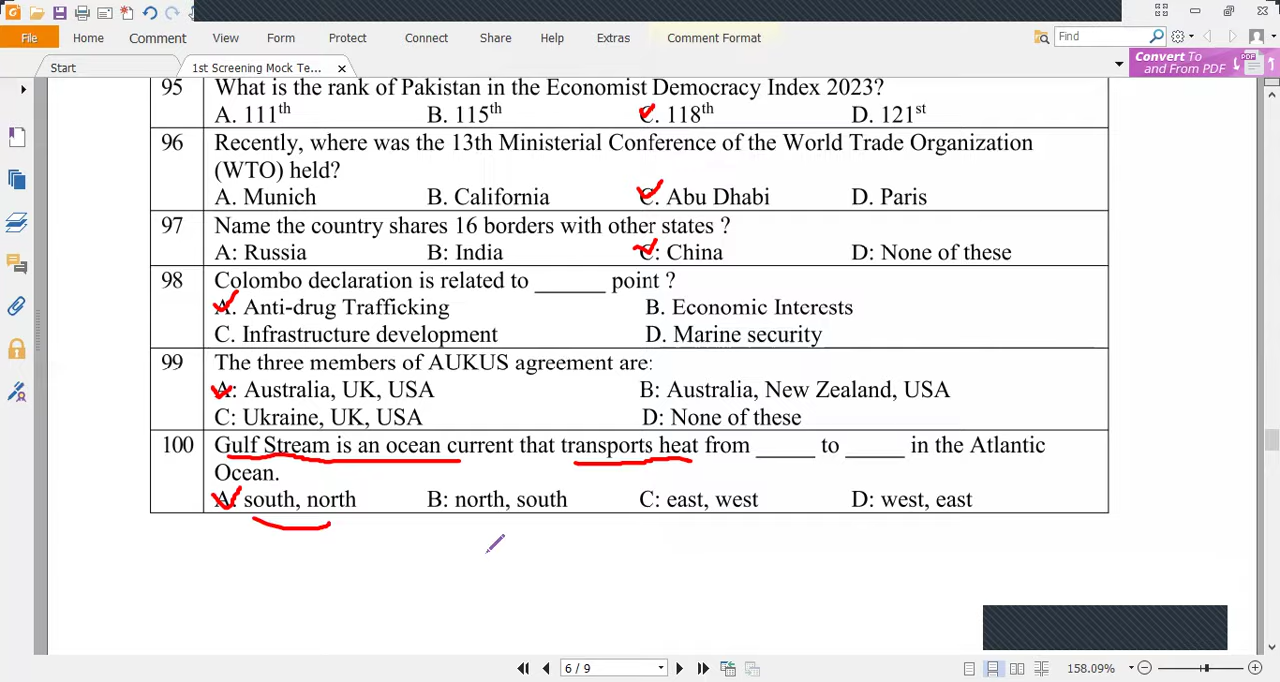 File Home Comment View Form Protect Connect Share Help Extras Comment Format Find
Start 1st Screening Mock Te... Convert To and From PDF
95 What is the rank of Pakistan in the Economist Democracy Index 2023?
A. 111th B. 115th C. 118th D. 121st
96 Recently, where was the 13th Ministerial Conference of the World Trade Organization
(WTO) held?
A. Munich B. California C. Abu Dhabi D. Paris
97 Name the country shares 16 borders with other states ?
A: Russia B: India C: China D: None of these
98 Colombo declaration is related to ______ point ?
A. Anti-drug Trafficking B. Economic Interests
C. Infrastructure development D. Marine security
99 The three members of AUKUS agreement are:
A: Australia, UK, USA B: Australia, New Zealand, USA
C: Ukraine, UK, USA D: None of these
100 Gulf Stream is an ocean current that transports heat from _____ to _____ in the Atlantic
Ocean.
A: south, north B: north, south C: east, west D: west, east
6 / 9 158.09%